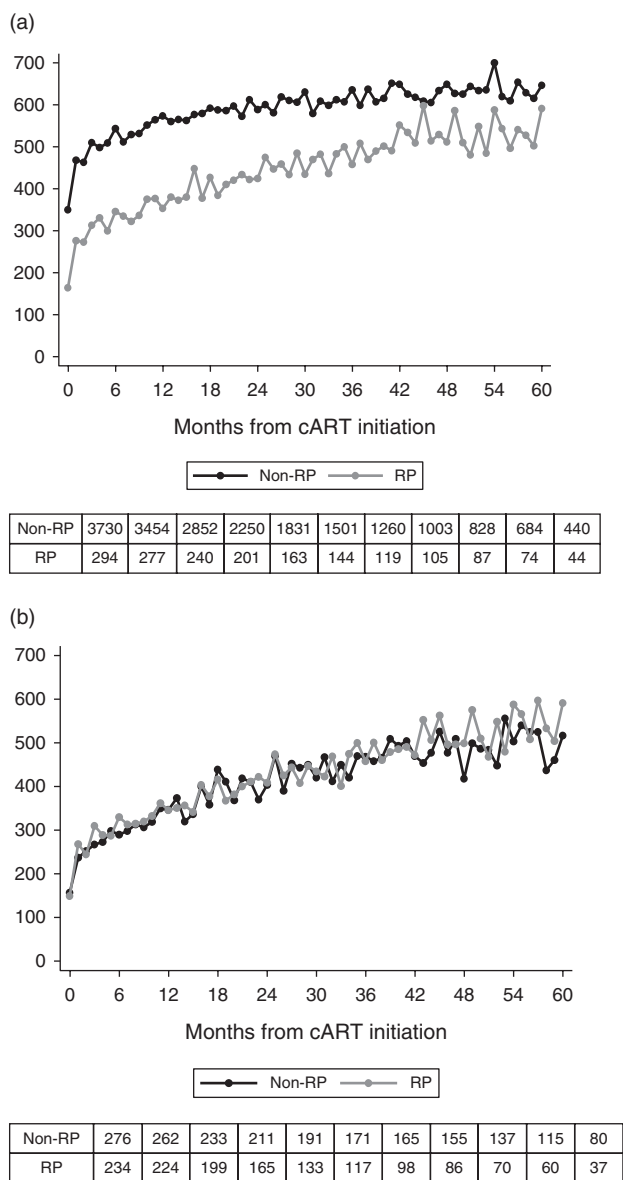 (a)
700
600
500
400
300
200
100
0
0 6 12 18 24 30 36 42 48 54 60
Months from cART initiation
Non-RP RP
Non-RP 3730 3454 2852 2250 1831 1501 1260 1003 828 684 440
RP 294 277 240 201 163 144 119 105 87 74 44
(b)
700
600
500
400
300
200
100
0
0 6 12 18 24 30 36 42 48 54 60
Months from cART initiation
Non-RP RP
Non-RP 276 262 233 211 191 171 165 155 137 115 80
RP 234 224 199 165 133 117 98 86 70 60 37